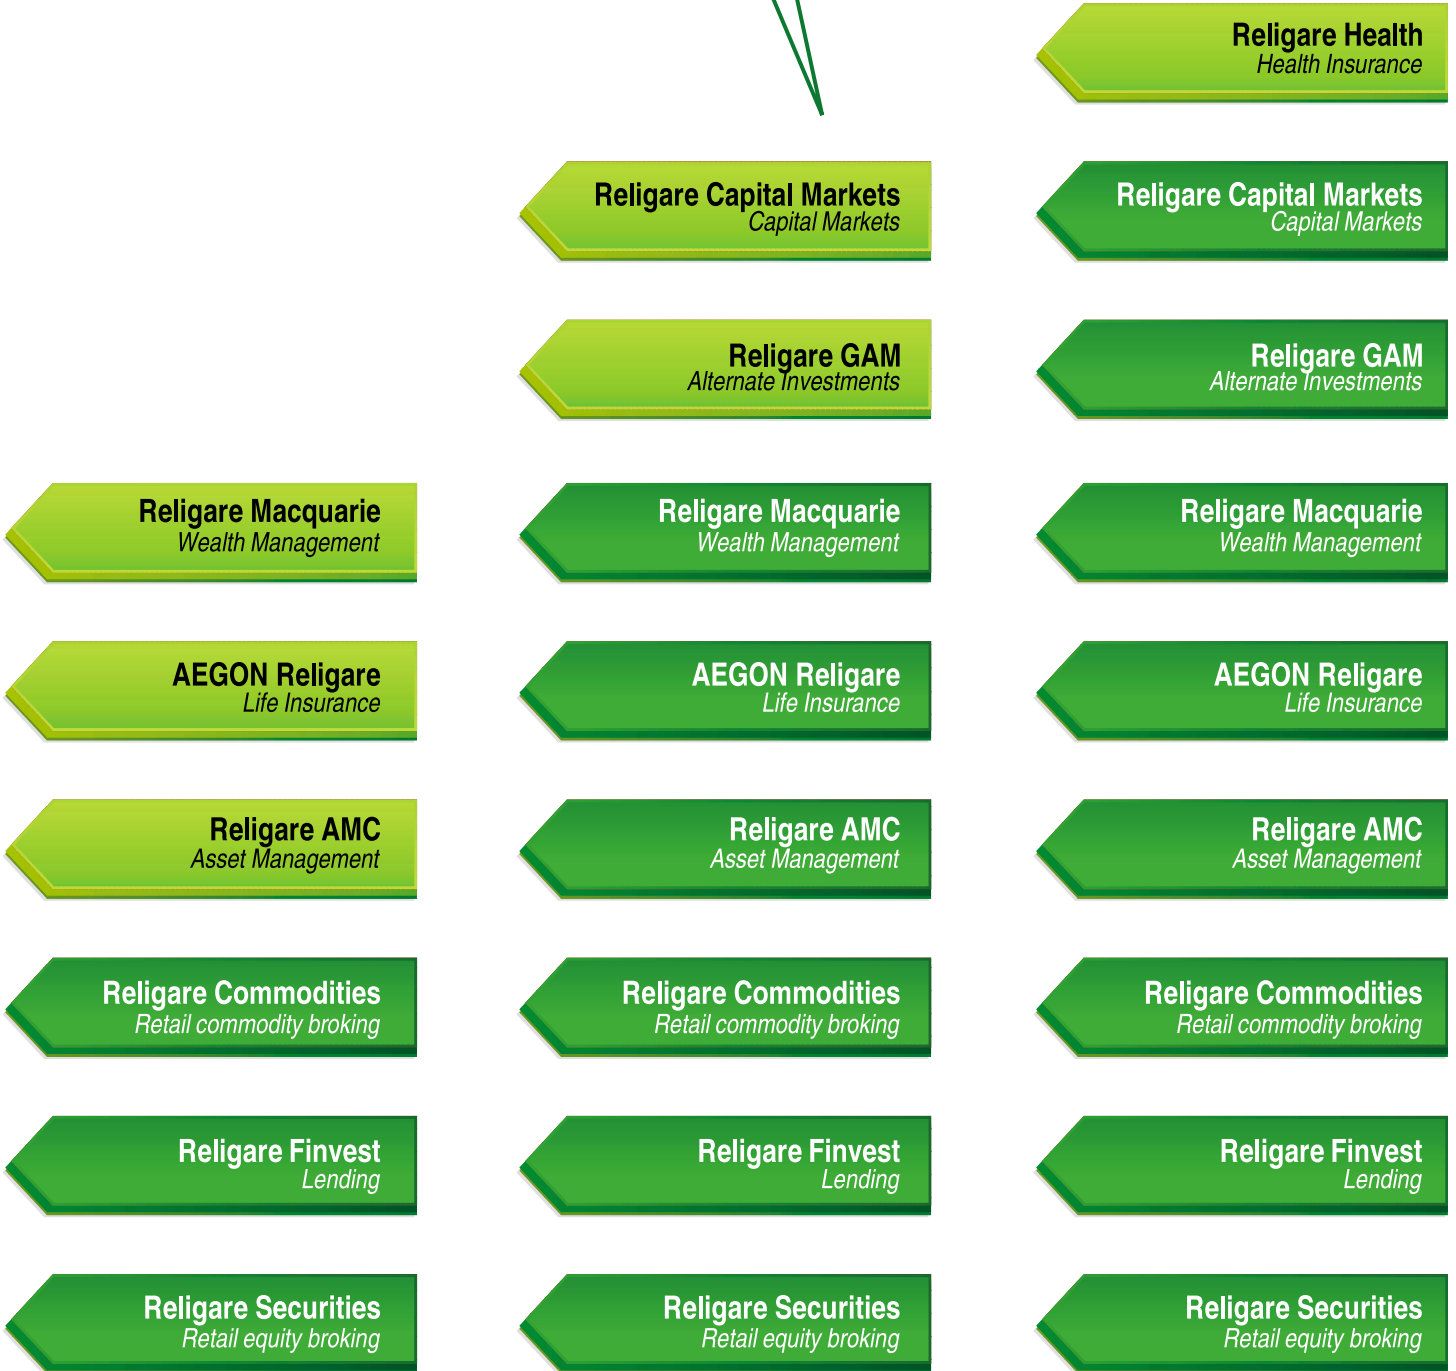 Religare Health
Health Insurance
Religare Capital Markets
Capital Markets
Religare Capital Markets
Capital Markets
Religare GAM
Alternate Investments
Religare GAM
Alternate Investments
Religare Macquarie
Wealth Management
Religare Macquarie
Wealth Management
Religare Macquarie
Wealth Management
AEGON Religare
Life Insurance
AEGON Religare
Life Insurance
AEGON Religare
Life Insurance
Religare AMC
Asset Management
Religare AMC
Asset Management
Religare AMC
Asset Management
Religare Commodities
Retail commodity broking
Religare Commodities
Retail commodity broking
Religare Commodities
Retail commodity broking
Religare Finvest
Lending
Religare Finvest
Lending
Religare Finvest
Lending
Religare Securities
Retail equity broking
Religare Securities
Retail equity broking
Religare Securities
Retail equity broking